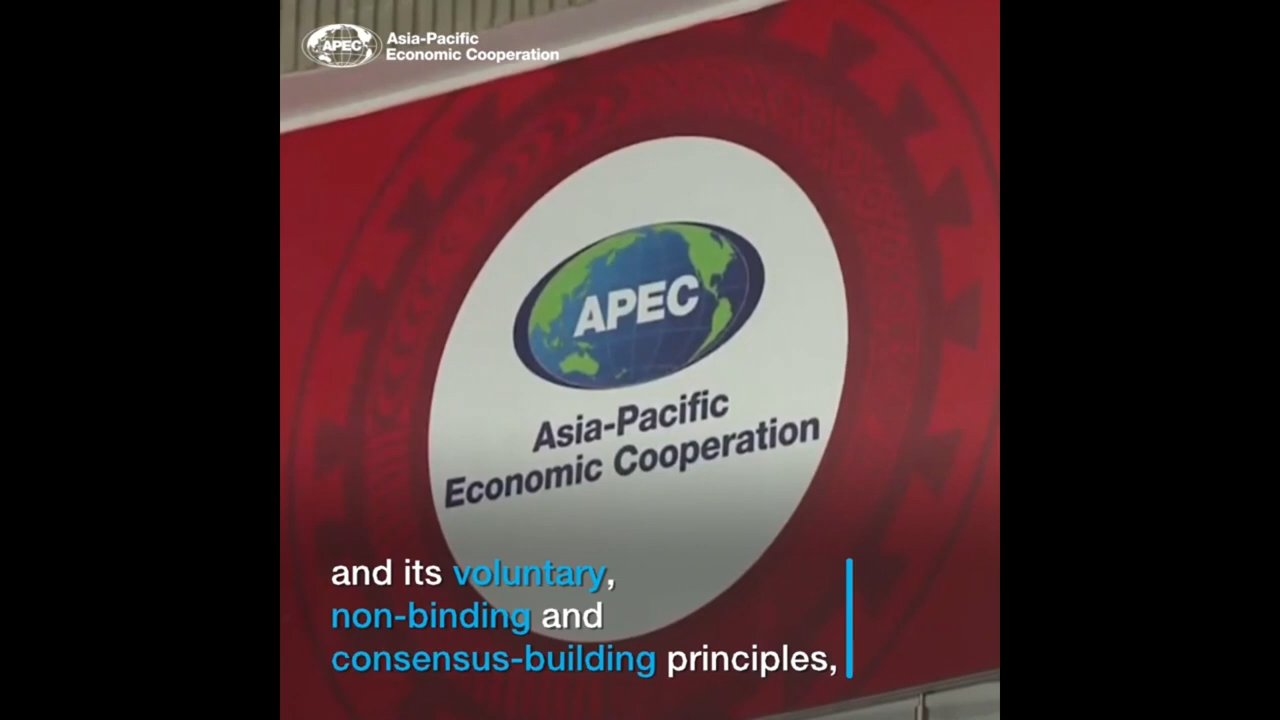 APEC
Asia-Pacific
Economic Cooperation
APEC
Asia-Pacific
Economic Cooperation
and its voluntary,
non-binding and
consensus-building principles,